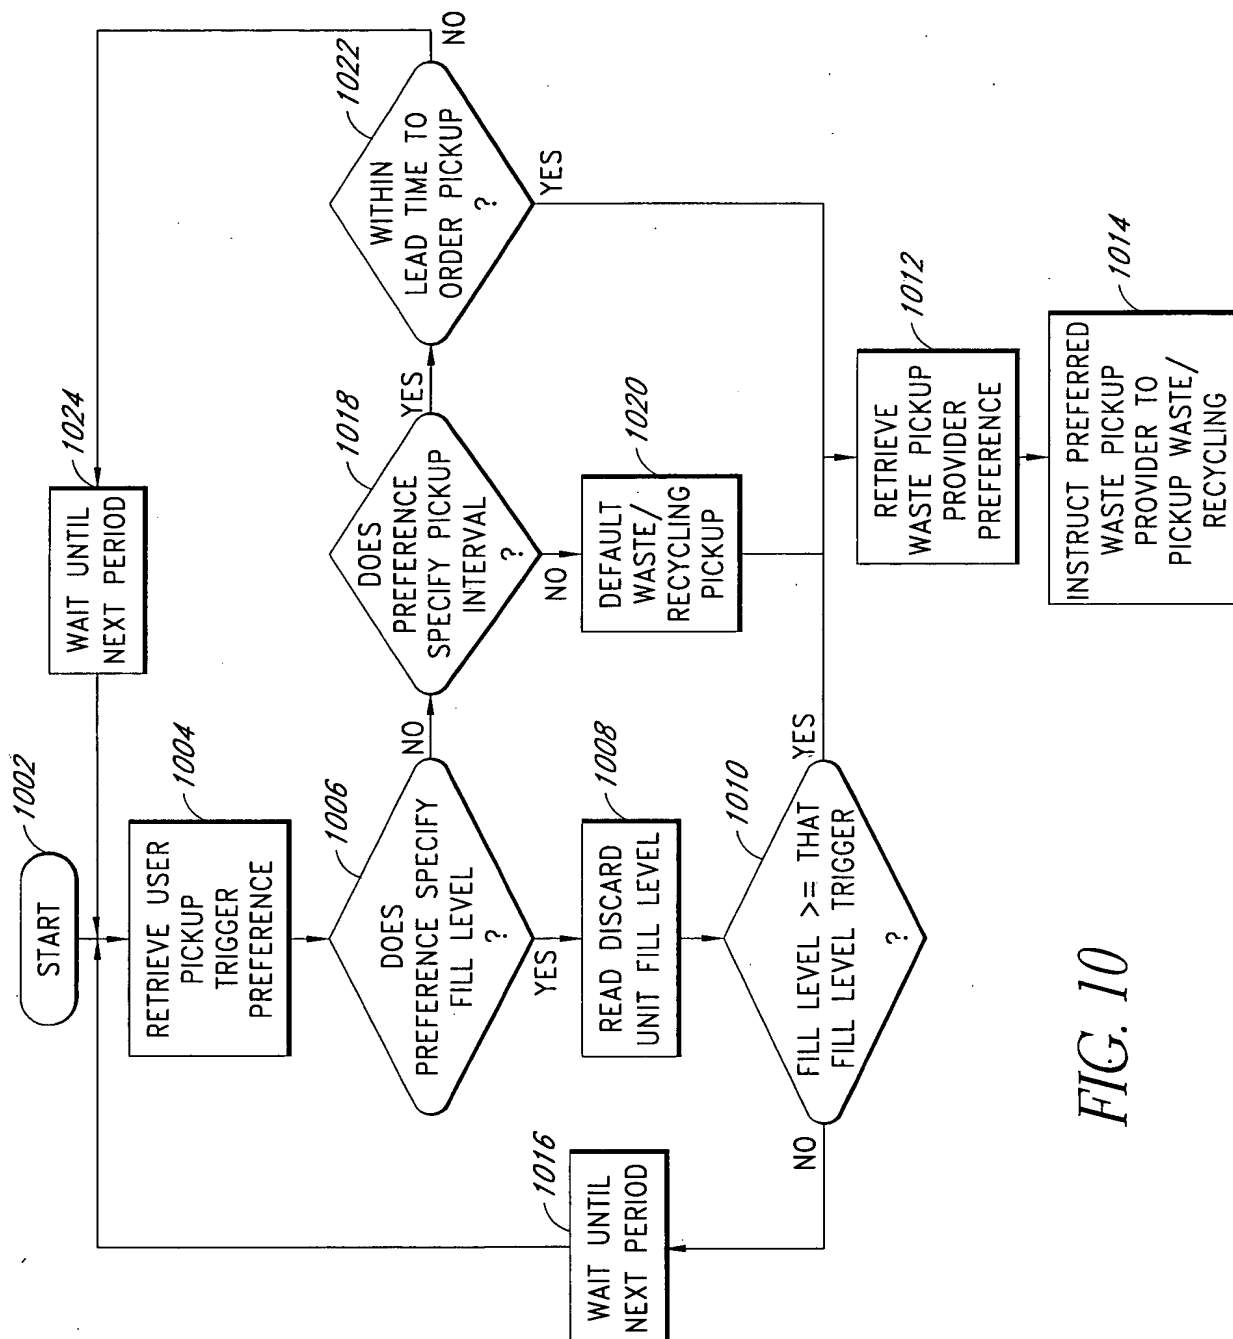 START
1002
RETRIEVE USER
PICKUP
TRIGGER
PREFERENCE
1004
DOES
PREFERENCE SPECIFY
FILL LEVEL
?
1006
NO
YES
READ DISCARD
UNIT FILL LEVEL
1008
FILL LEVEL >= THAT
FILL LEVEL TRIGGER
?
1010
NO
YES
WAIT UNTIL
NEXT PERIOD
1016
DOES
PREFERENCE
SPECIFY PICKUP
INTERVAL
?
1018
YES
NO
DEFAULT
WASTE/
RECYCLING
PICKUP
1020
WITHIN
LEAD TIME TO
ORDER PICKUP
?
1022
NO
YES
WAIT UNTIL
NEXT PERIOD
1024
RETRIEVE
WASTE PICKUP
PROVIDER
PREFERENCE
1012
INSTRUCT PREFERRED
WASTE PICKUP
PROVIDER TO
PICKUP WASTE/
RECYCLING
1014
FIG. 10